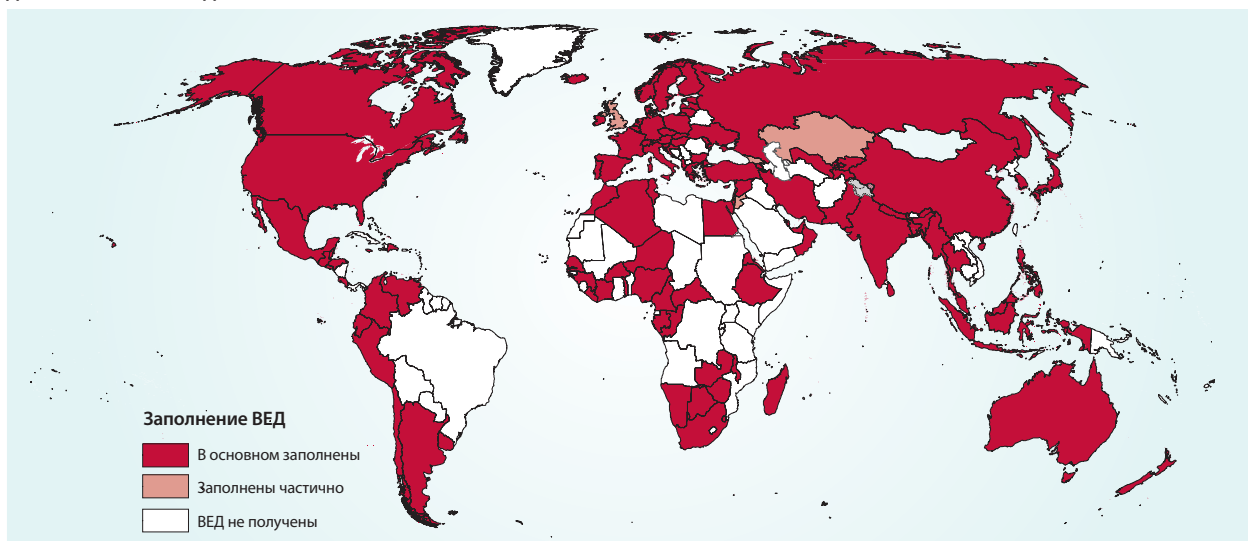 Заполнение ВЕД
В основном заполнены
Заполнены частично
ВЕД не получены